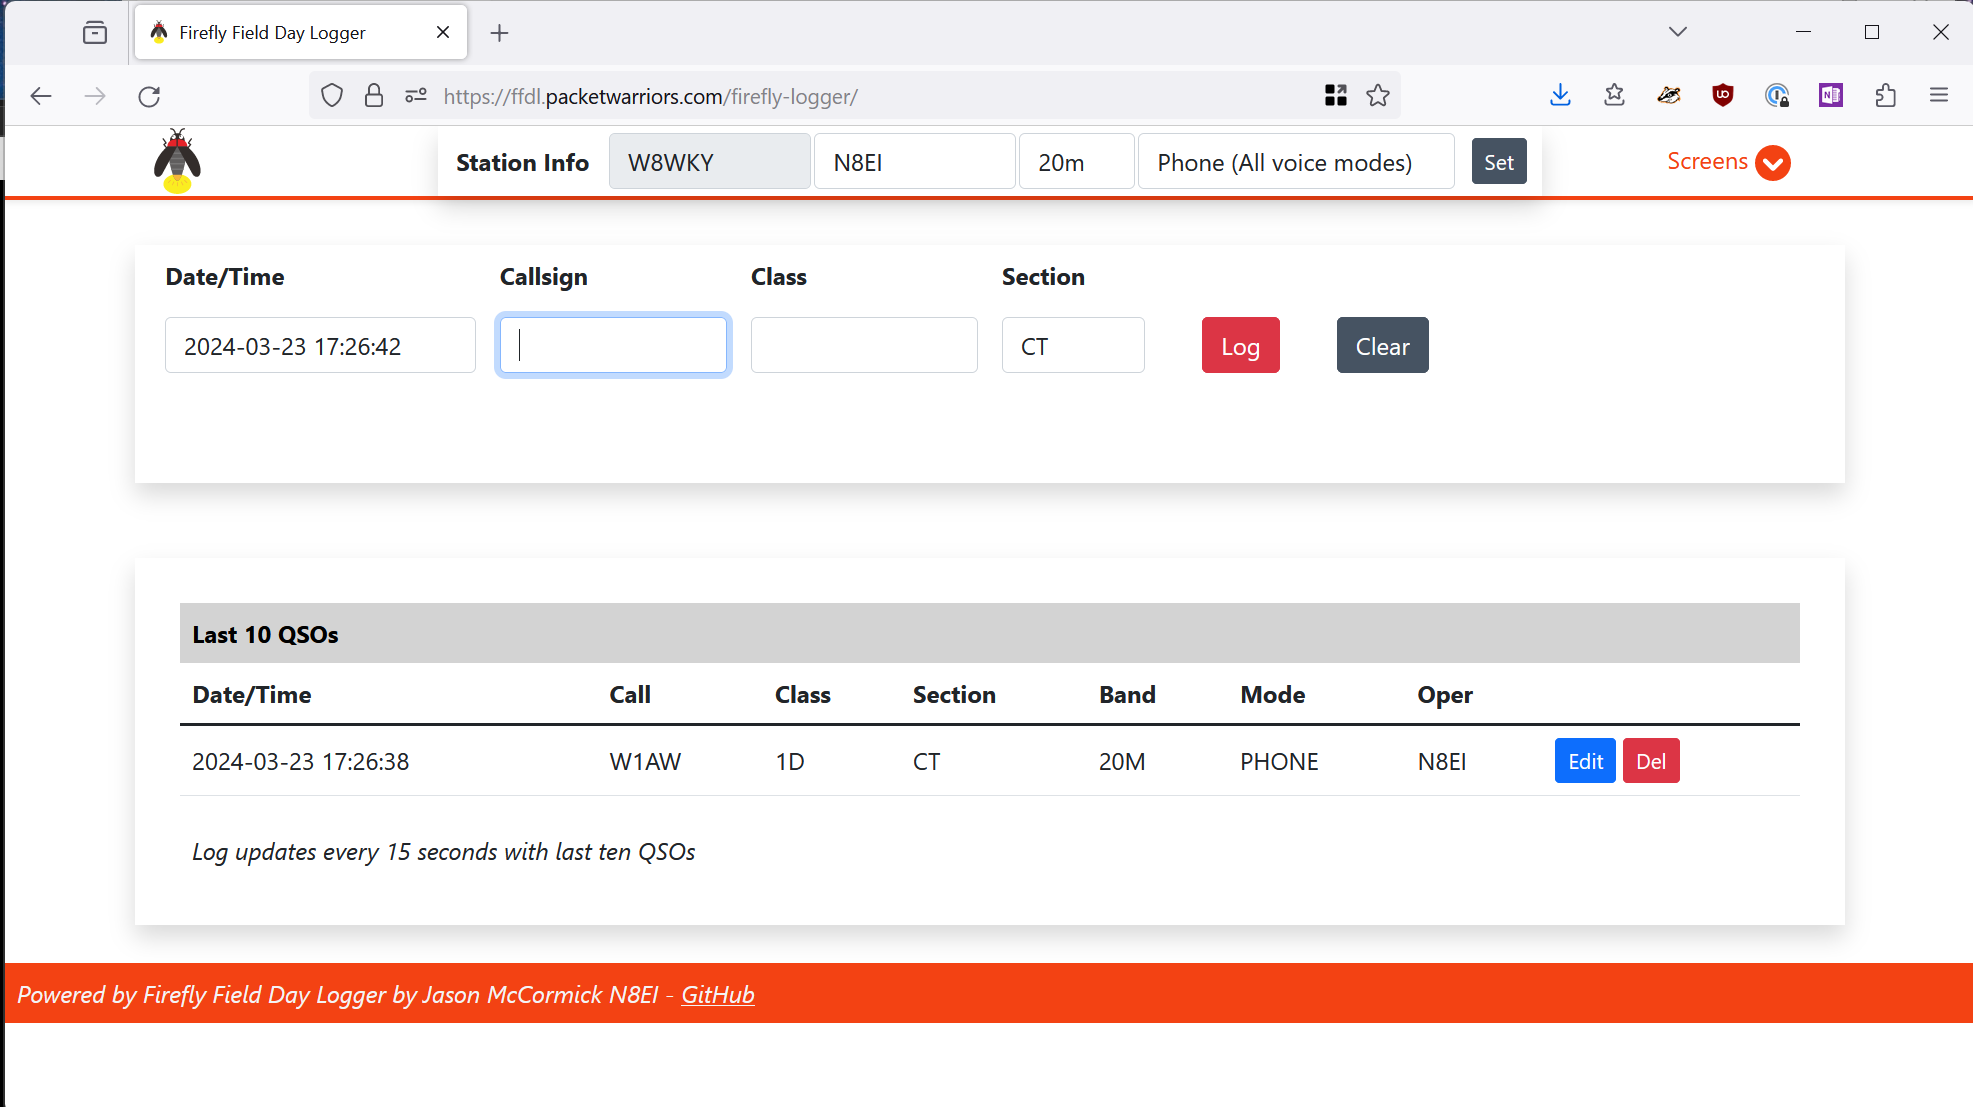 Firefly Field Day Logger
https://ffdl.packetwarriors.com/firefly-logger/
Station Info W8WKY N8EI 20m Phone (All voice modes) Set Screens
Date/Time Callsign Class Section
2024-03-23 17:26:42 CT Log Clear
Last 10 QSOs
Date/Time Call Class Section Band Mode Oper
2024-03-23 17:26:38 W1AW 1D CT 20M PHONE N8EI Edit Del
Log updates every 15 seconds with last ten QSOs
Powered by Firefly Field Day Logger by Jason McCormick N8EI - GitHub